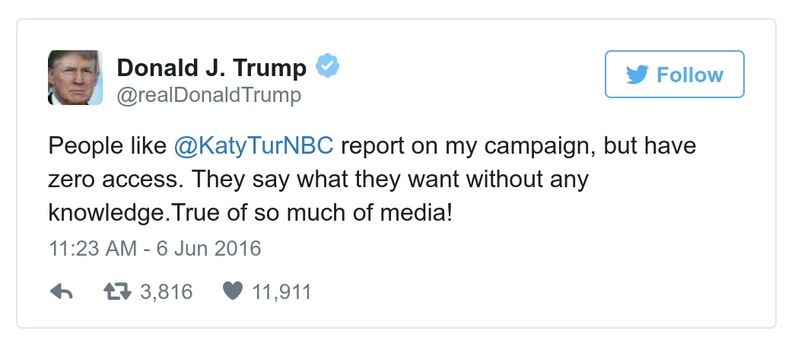 Donald J. Trump
@realDonaldTrump
Follow
People like @KatyTurNBC report on my campaign, but have
zero access. They say what they want without any
knowledge.True of so much of media!
11:23 AM - 6 Jun 2016
3,816 11,911